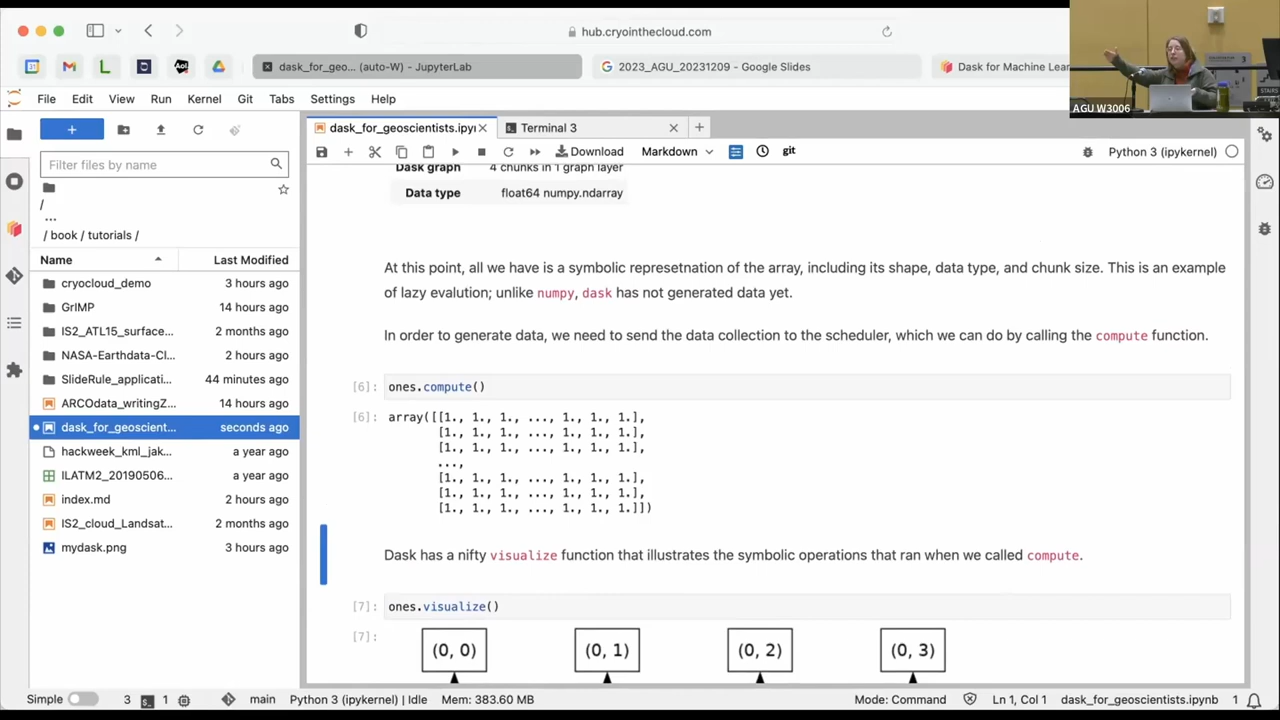 hub.cryointhecloud.com
dask_for_geo... (auto-W) - JupyterLab
2023_AGU_20231209 - Google Slides
Dask for Machine Lear
AGU W3006
File Edit View Run Kernel Git Tabs Settings Help
dask_for_geoscientists.ipyı
Terminal 3
Download
Markdown
git
Python 3 (ipykernel)
Filter files by name
/
...
/ book / tutorials /
Name Last Modified
cryocloud_demo 3 hours ago
GrIMP 14 hours ago
IS2_ATL15_surface... 2 months ago
NASA-Earthdata-Cl... 2 hours ago
SlideRule_applicati... 44 minutes ago
ARCOdata_writingZ... 14 hours ago
dask_for_geoscient... seconds ago
hackweek_kml_jak... a year ago
ILATM2_20190506... a year ago
index.md 2 hours ago
IS2_cloud_Landsat... 2 months ago
mydask.png 3 hours ago
Dask graph 4 chunks in 1 graph layer
Data type float64 numpy.ndarray
At this point, all we have is a symbolic represetnation of the array, including its shape, data type, and chunk size. This is an example
of lazy evalution; unlike numpy, dask has not generated data yet.
In order to generate data, we need to send the data collection to the scheduler, which we can do by calling the compute function.
[6]: ones.compute()
[6]: array([[1., 1., 1., ..., 1., 1., 1.],
[1., 1., 1., ..., 1., 1., 1.],
[1., 1., 1., ..., 1., 1., 1.],
...,
[1., 1., 1., ..., 1., 1., 1.],
[1., 1., 1., ..., 1., 1., 1.],
[1., 1., 1., ..., 1., 1., 1.]])
Dask has a nifty visualize function that illustrates the symbolic operations that ran when we called compute.
[7]: ones.visualize()
[7]:
(0, 0) (0, 1) (0, 2) (0, 3)
Simple 3 1 main Python 3 (ipykernel) | Idle Mem: 383.60 MB
Mode: Command Ln 1, Col 1 dask_for_geoscientists.ipynb 1